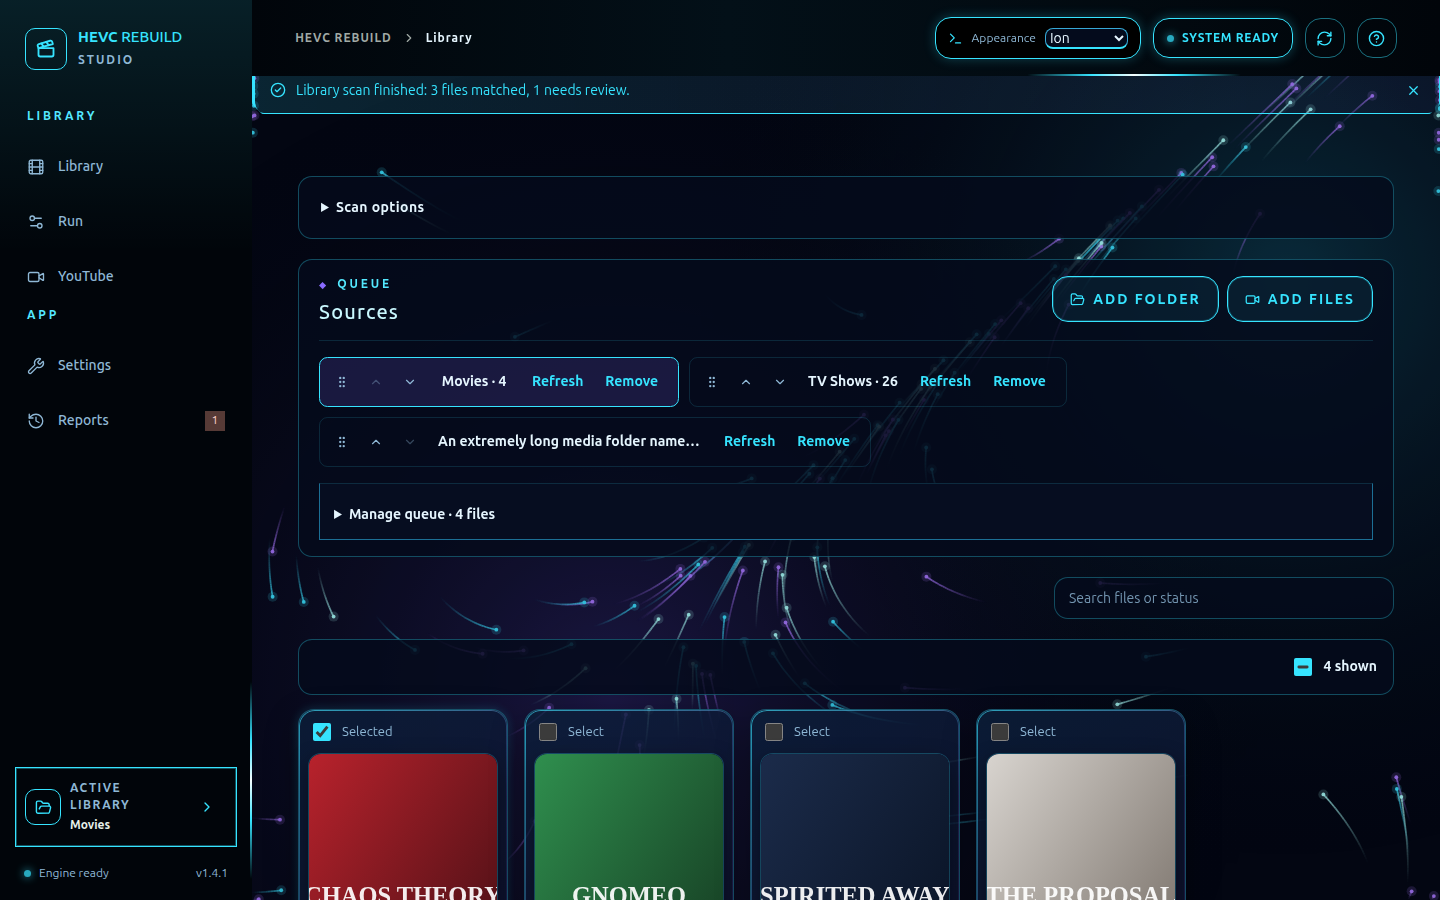 HEVC REBUILD
STUDIO
LIBRARY
Library
Run
YouTube
APP
Settings
Reports
1
ACTIVE
LIBRARY
Movies
Engine ready
v1.4.1
HEVC REBUILD > Library
Appearance
Ion
SYSTEM READY
Library scan finished: 3 files matched, 1 needs review.
Scan options
QUEUE
Sources
ADD FOLDER
ADD FILES
Movies · 4
Refresh
Remove
TV Shows · 26
Refresh
Remove
An extremely long media folder name...
Refresh
Remove
Manage queue · 4 files
Search files or status
4 shown
Selected
Select
Select
Select
CHAOS THEORY
GNOMEO
SPIRITED AWAY
THE PROPOSAL